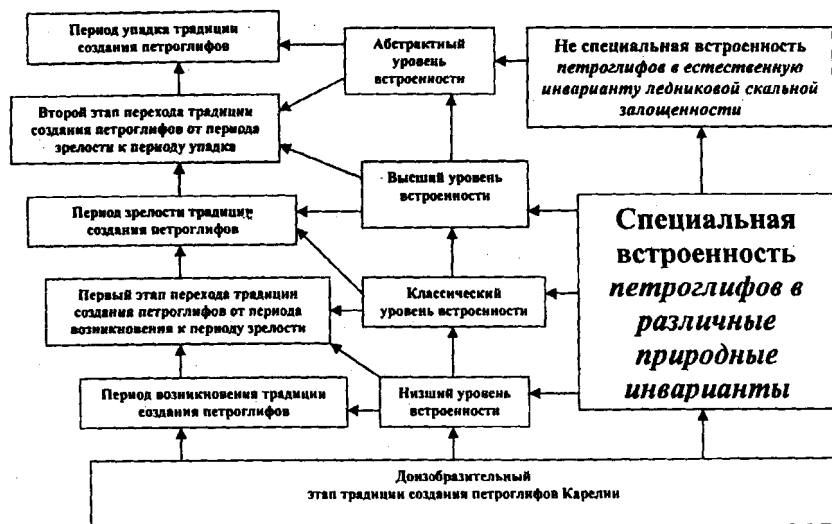 Период упадка традиции
создания петроглифов
Абстрактный
уровень
встроенности
Не специальная встроенность
петроглифов в естественную
инварианту ледниковой скальной
залощенности
Второй этап перехода традиции
создания петроглифов от периода
зрелости к периоду упадка
Высший уровень
встроенности
Период зрелости традиции
создания петроглифов
Специальная
встроенность
петроглифов в
различные
природные
инварианты
Первый этап перехода традиции
создания петроглифов от периода
возникновения к периоду зрелости
Классический
уровень встроенности
Период возникновения традиции
создания петроглифов
Низший уровень
встроенности
Доизобразительный
этап традиции создания петроглифов Карелии